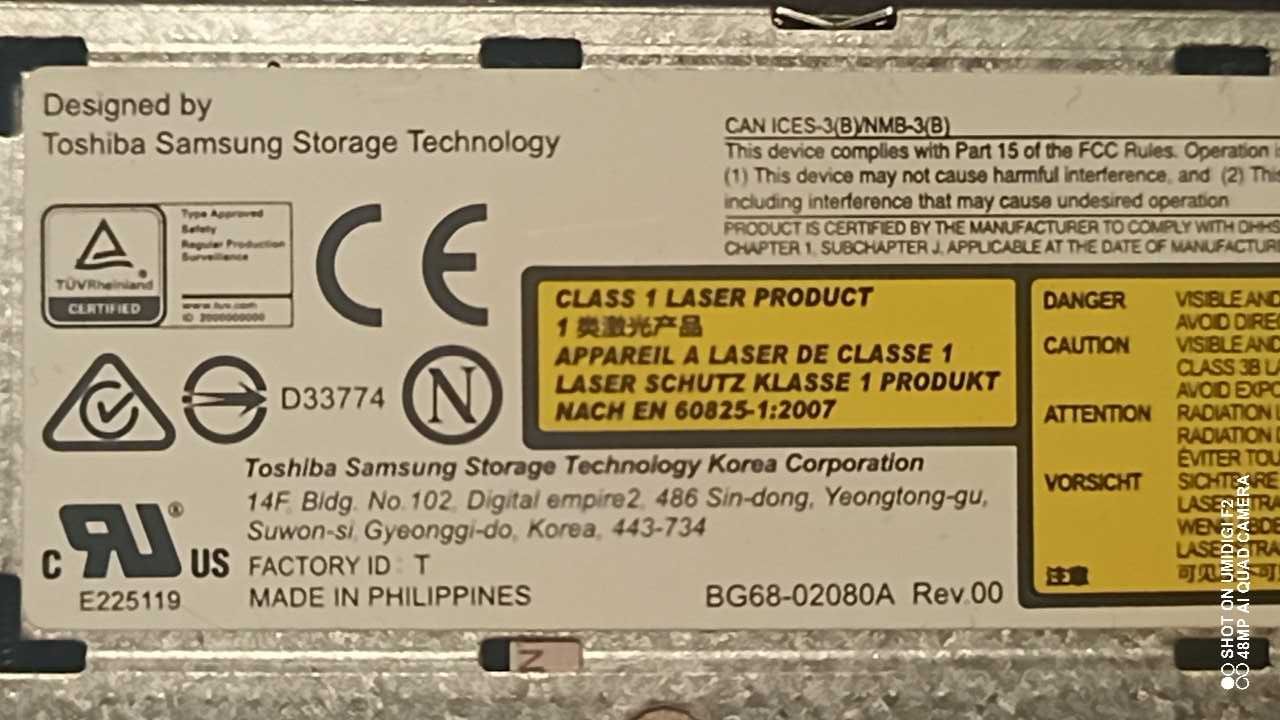 Designed by
Toshiba Samsung Storage Technology
CAN ICES-3(B)/NMB-3(B)
This device complies with Part 15 of the FCC Rules. Operation
(1) This device may not cause harmful interference, and (2) This
including interference that may cause undesired operation
PRODUCT IS CERTIFIED BY THE MANUFACTURER TO COMPLY WITH DHHS
CHAPTER 1, SUBCHAPTER J, APPLICABLE AT THE DATE OF MANUFACTUR
TÜVRheinland
CERTIFIED
Type Approved
Safety
Regular Production
Surveillance
www.tuv.com
ID 2000000000
CE
CLASS 1 LASER PRODUCT
1 类激光产品
APPAREIL A LASER DE CLASSE 1
LASER SCHUTZ KLASSE 1 PRODUKT
NACH EN 60825-1:2007
DANGER VISIBLE AND
AVOID DIRE
CAUTION VISIBLE AND
CLASS 3B LA
AVOID EXPO
ATTENTION RADIATION
RADIATION
ÉVITER TOU
VORSICHT SICHTBARE
LASERSTRA
WENN ABDE
LASERSTRA
注意 可见
D33774
N
Toshiba Samsung Storage Technology Korea Corporation
14F, Bldg. No.102, Digital empire2, 486 Sin-dong, Yeongtong-gu,
Suwon-si, Gyeonggi-do, Korea, 443-734
FACTORY ID : T
MADE IN PHILIPPINES
BG68-02080A Rev.00
C RU ® US
E225119
N
SHOT ON UMIDIGI F2
48MP AI QUAD CAMERA